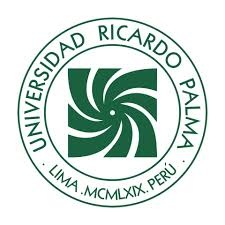 UNIVERSIDAD RICARDO PALMA
· LIMA . MCMLXIX . PERÚ ·